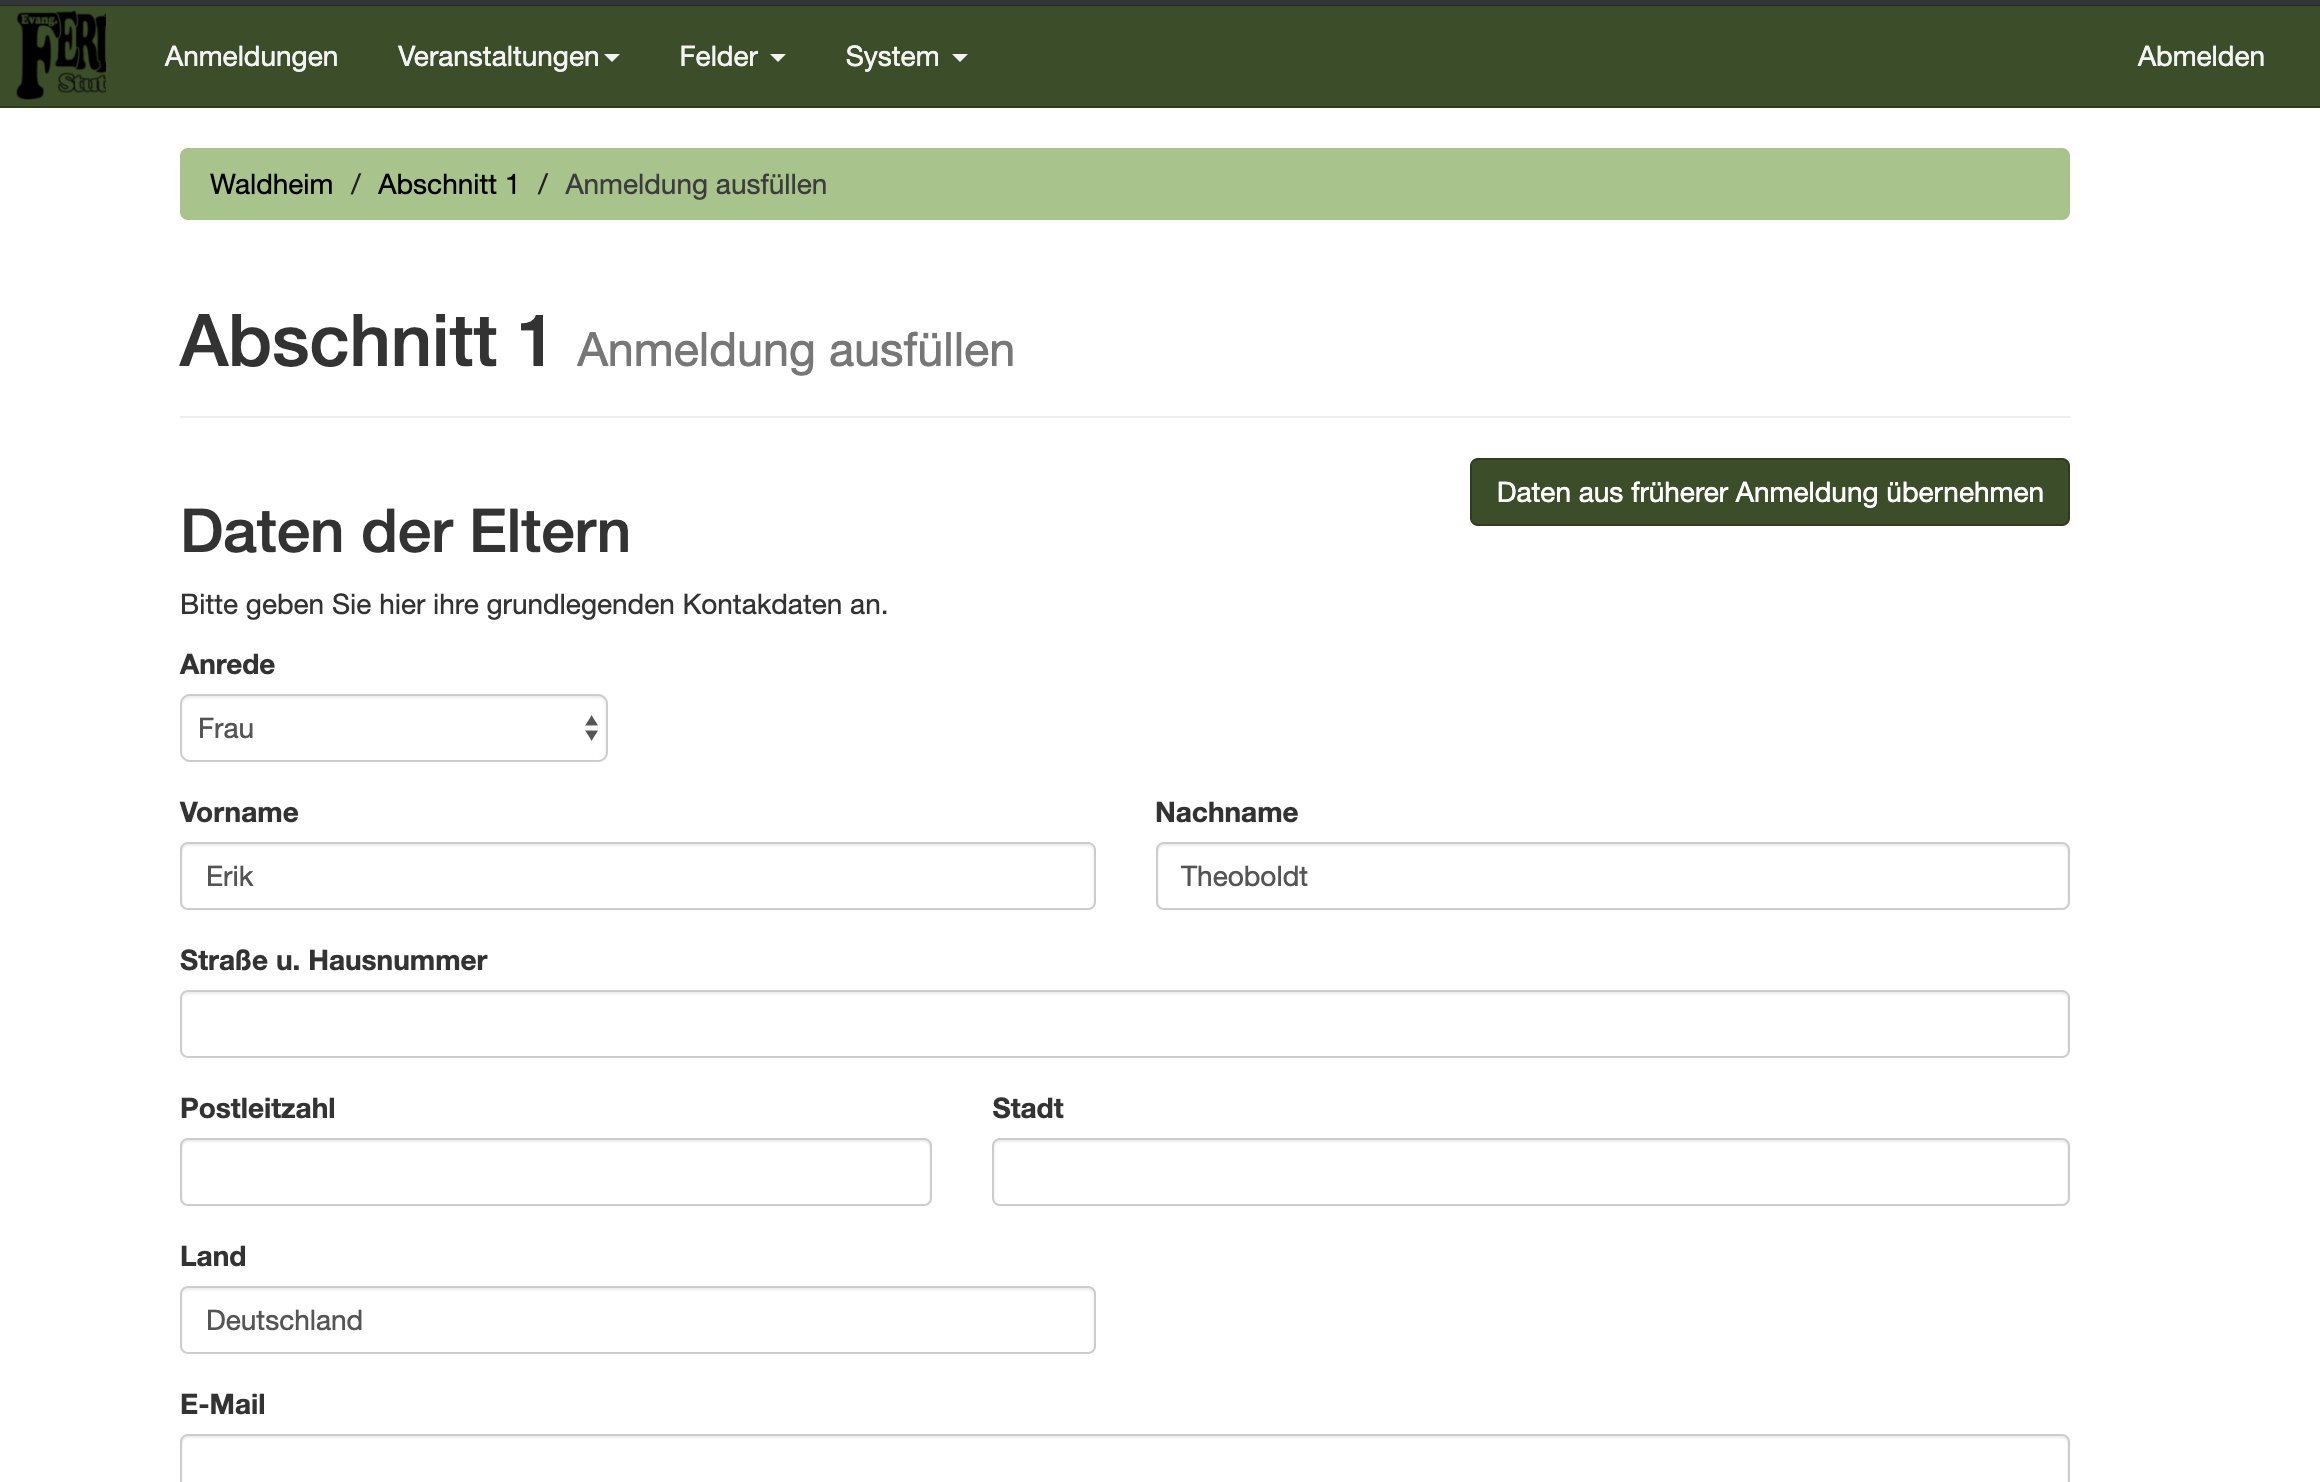 Evang.
FERI
Stut
Anmeldungen Veranstaltungen Felder System Abmelden
Waldheim / Abschnitt 1 / Anmeldung ausfüllen
Abschnitt 1 Anmeldung ausfüllen
Daten aus früherer Anmeldung übernehmen
Daten der Eltern
Bitte geben Sie hier ihre grundlegenden Kontakdaten an.
Anrede
Frau
Vorname Nachname
Erik Theoboldt
Straße u. Hausnummer
Postleitzahl Stadt
Land
Deutschland
E-Mail